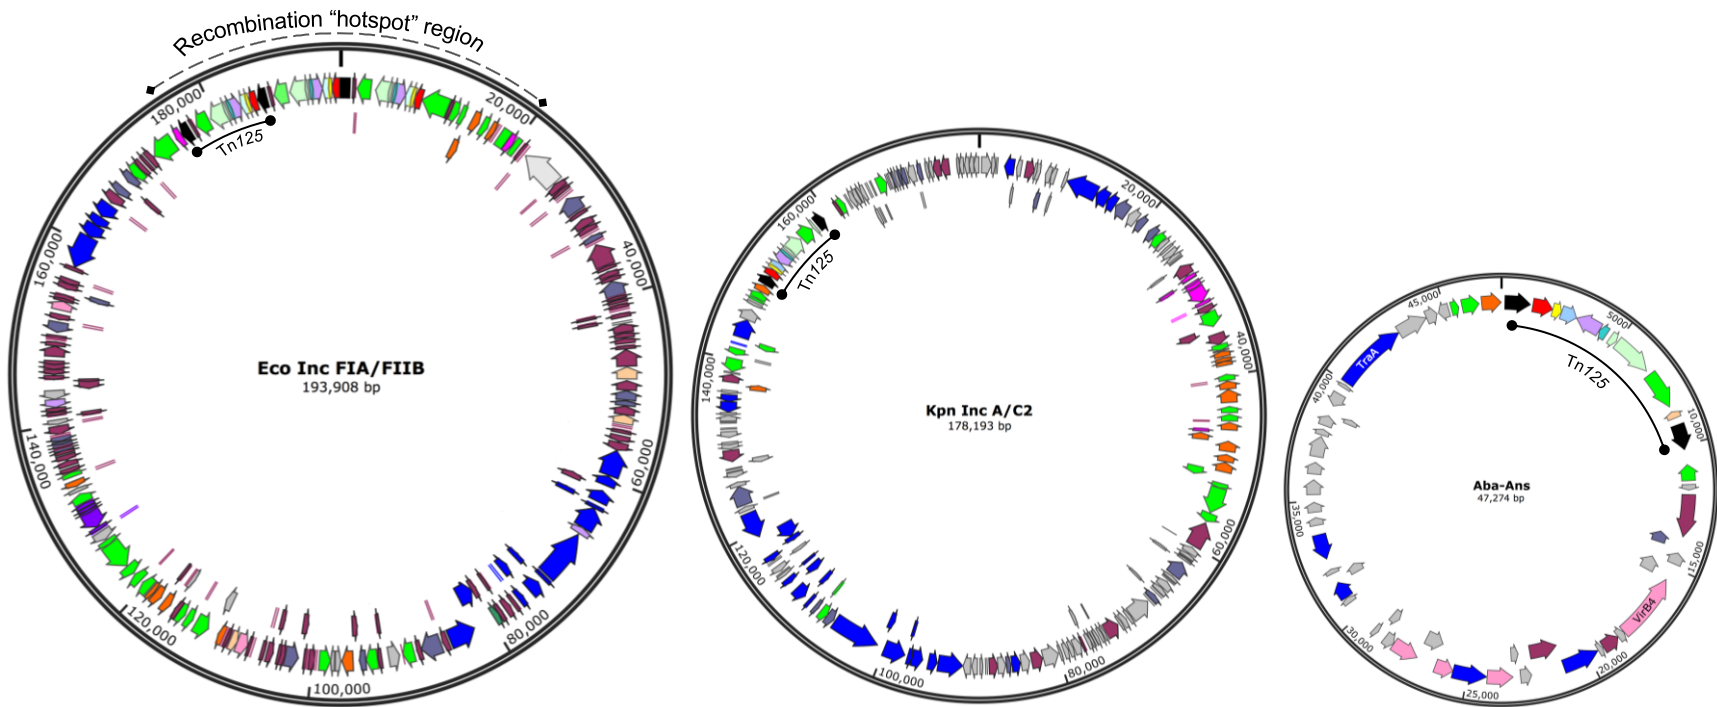 Recombination “hotspot” region
180,000
20,000
Tn125
160,000
40,000
Eco Inc FIA/FIIB
193,908 bp
140,000
60,000
120,000
80,000
100,000
160,000
20,000
Tn125
140,000
40,000
Kpn Inc A/C2
178,193 bp
120,000
60,000
100,000
80,000
45,000
5000
TraA
Tn125
40,000
10,000
Aba-Ans
47,274 bp
35,000
15,000
VirB4
30,000
20,000
25,000